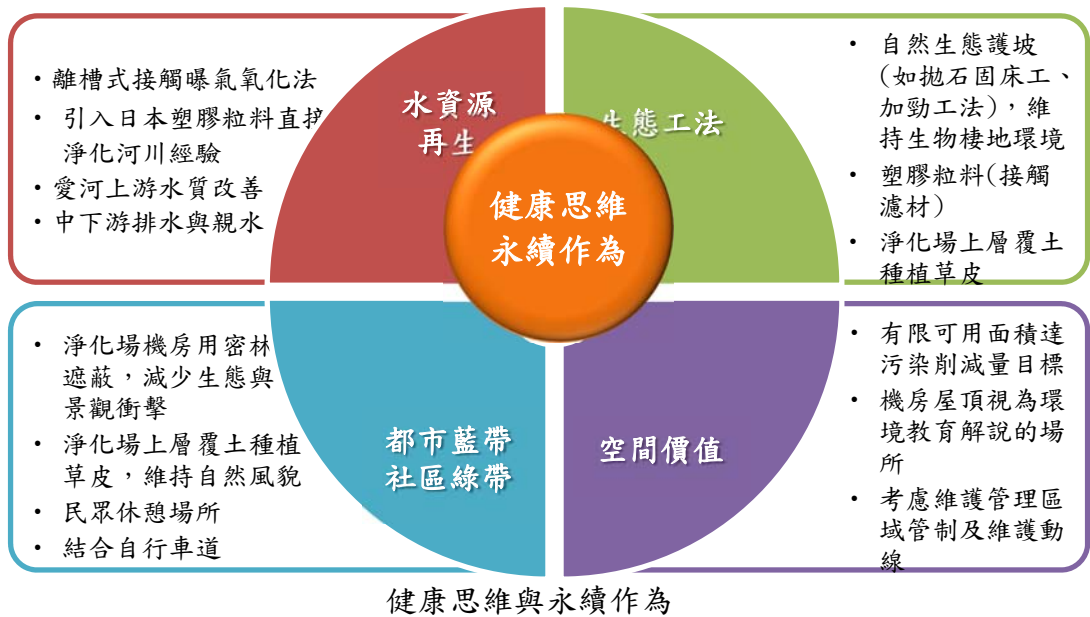 • 離槽式接觸曝氣氧化法
• 引入日本塑膠粒料直接
淨化河川經驗
• 愛河上游水質改善
• 中下游排水與親水
水資源
再生
生態工法
• 自然生態護坡
(如拋石固床工、
加勁工法)，維
持生物棲地環境
• 塑膠粒料(接觸
濾材)
• 淨化場上層覆土
種植草皮
健康思維
永續作為
• 淨化場機房用密林
遮蔽，減少生態與
景觀衝擊
• 淨化場上層覆土種植
草皮，維持自然風貌
• 民眾休憩場所
• 結合自行車道
都市藍帶
社區綠帶
空間價值
• 有限可用面積達
污染削減量目標
• 機房屋頂視為環
境教育解說的場
所
• 考慮維護管理區
域管制及維護動
線
健康思維與永續作為